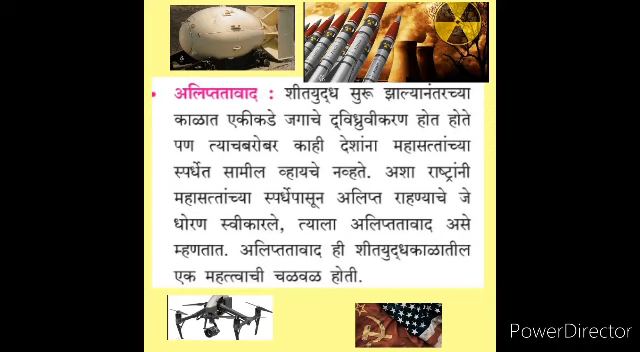 अलिप्ततावाद : शीतयुद्ध सुरू झाल्यानंतरच्या
काळात एकीकडे जगाचे द्विध्रुवीकरण होत होते
पण त्याचबरोबर काही देशांना महासत्तांच्या
स्पर्धेत सामील व्हायचे नव्हते. अशा राष्ट्रांनी
महासत्तांच्या स्पर्धेपासून अलिप्त राहण्याचे जे
धोरण स्वीकारले, त्याला अलिप्ततावाद असे
म्हणतात. अलिप्ततावाद ही शीतयुद्धकाळातील
एक महत्त्वाची चळवळ होती.
PowerDirector